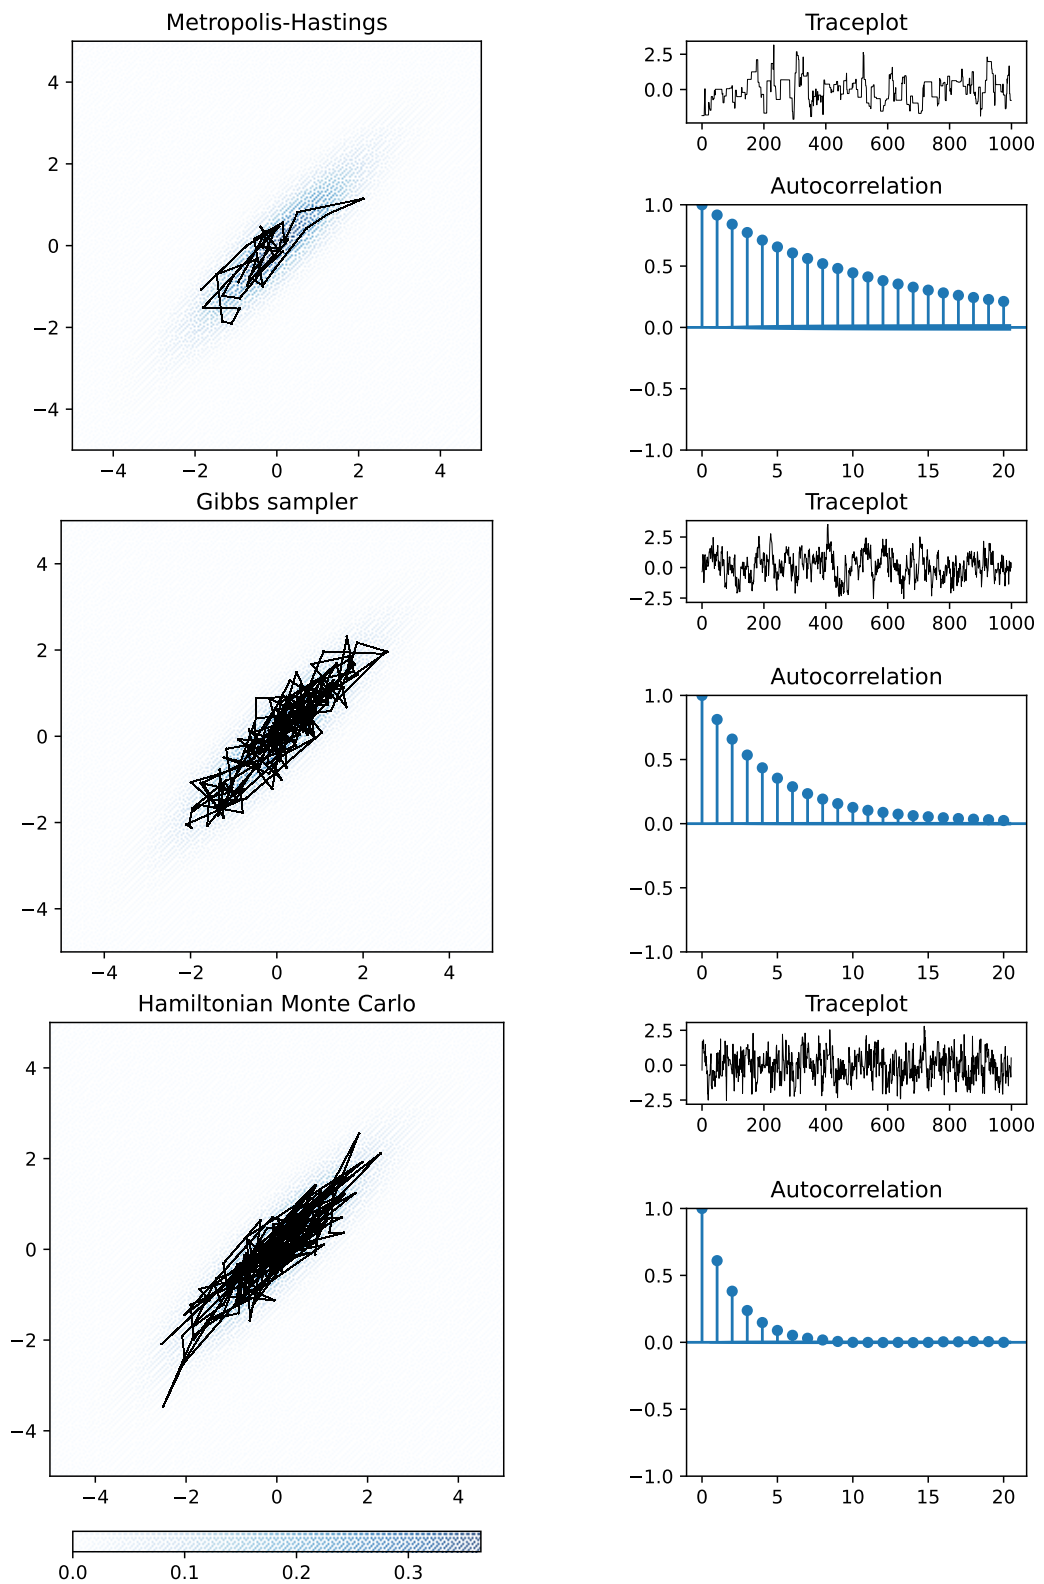 Metropolis-Hastings
4
2
0
−2
−4
−4 −2 0 2 4
Traceplot
2.5
0.0
0 200 400 600 800 1000
Autocorrelation
1.0
0.5
0.0
−0.5
−1.0
0 5 10 15 20
Gibbs sampler
4
2
0
−2
−4
−4 −2 0 2 4
Traceplot
2.5
0.0
−2.5
0 200 400 600 800 1000
Autocorrelation
1.0
0.5
0.0
−0.5
−1.0
0 5 10 15 20
Hamiltonian Monte Carlo
4
2
0
−2
−4
−4 −2 0 2 4
Traceplot
2.5
0.0
−2.5
0 200 400 600 800 1000
Autocorrelation
1.0
0.5
0.0
−0.5
−1.0
0 5 10 15 20
0.0 0.1 0.2 0.3